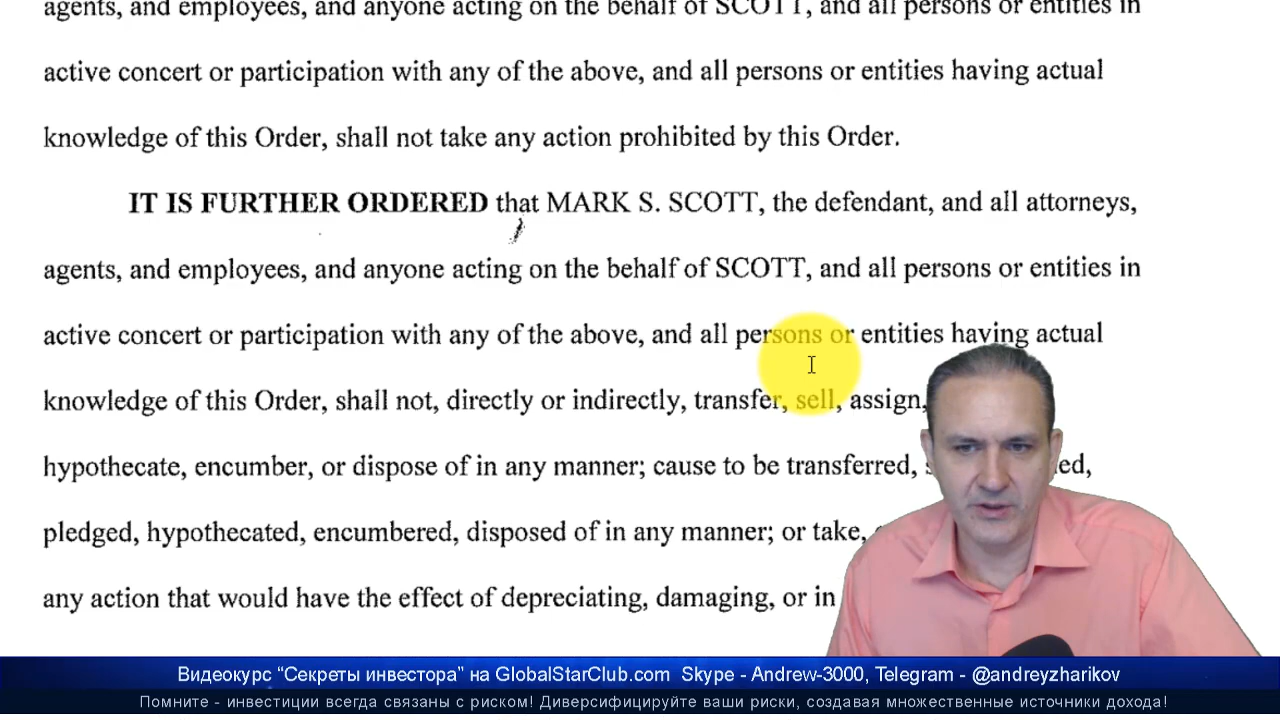 agents, and employees, and anyone acting on the behalf of SCOTT, and all persons or entities in
active concert or participation with any of the above, and all persons or entities having actual
knowledge of this Order, shall not take any action prohibited by this Order.
IT IS FURTHER ORDERED that MARK S. SCOTT, the defendant, and all attorneys,
agents, and employees, and anyone acting on the behalf of SCOTT, and all persons or entities in
active concert or participation with any of the above, and all persons or entities having actual
knowledge of this Order, shall not, directly or indirectly, transfer, sell, assign,
hypothecate, encumber, or dispose of in any manner; cause to be transferred,
pledged, hypothecated, encumbered, disposed of in any manner; or take,
any action that would have the effect of depreciating, damaging, or in
Видеокурс “Секреты инвестора” на GlobalStarClub.com Skype - Andrew-3000, Telegram - @andreyzharikov
Помните - инвестиции всегда связаны с риском! Диверсифицируйте ваши риски, создавая множественные источники дохода!